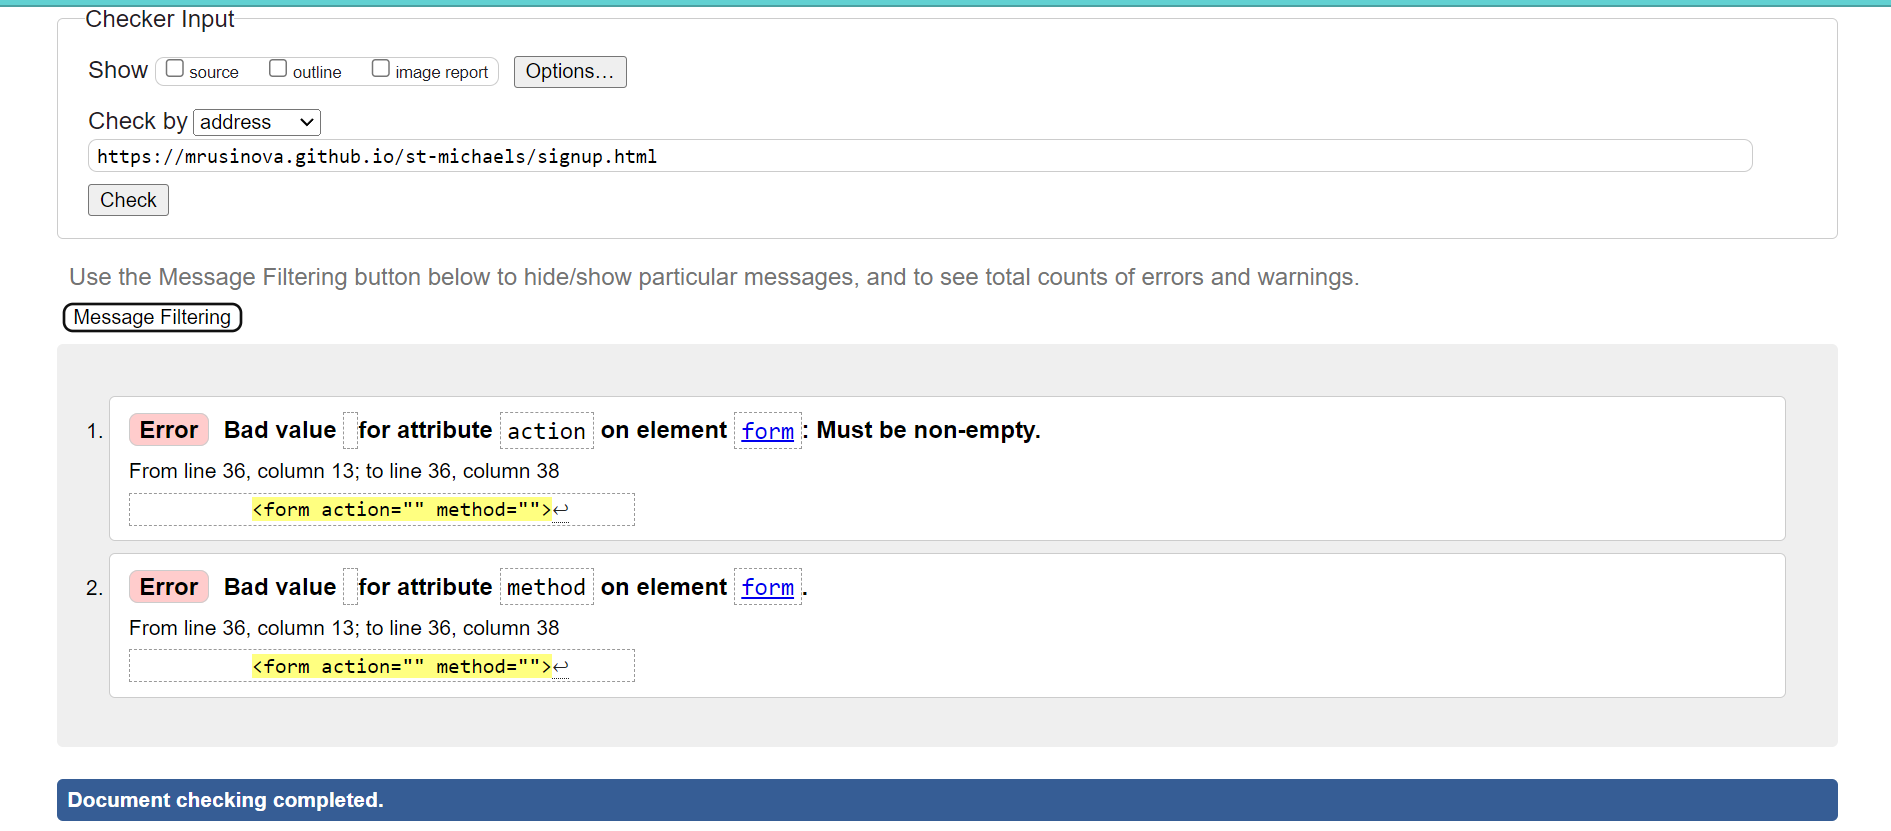 Checker Input
Show source outline image report Options...
Check by address
https://mrusinova.github.io/st-michaels/signup.html
Check
Use the Message Filtering button below to hide/show particular messages, and to see total counts of errors and warnings.
Message Filtering
1. Error Bad value for attribute action on element form: Must be non-empty.
From line 36, column 13; to line 36, column 38
<form action="" method="">↩
2. Error Bad value for attribute method on element form.
From line 36, column 13; to line 36, column 38
<form action="" method="">↩
Document checking completed.